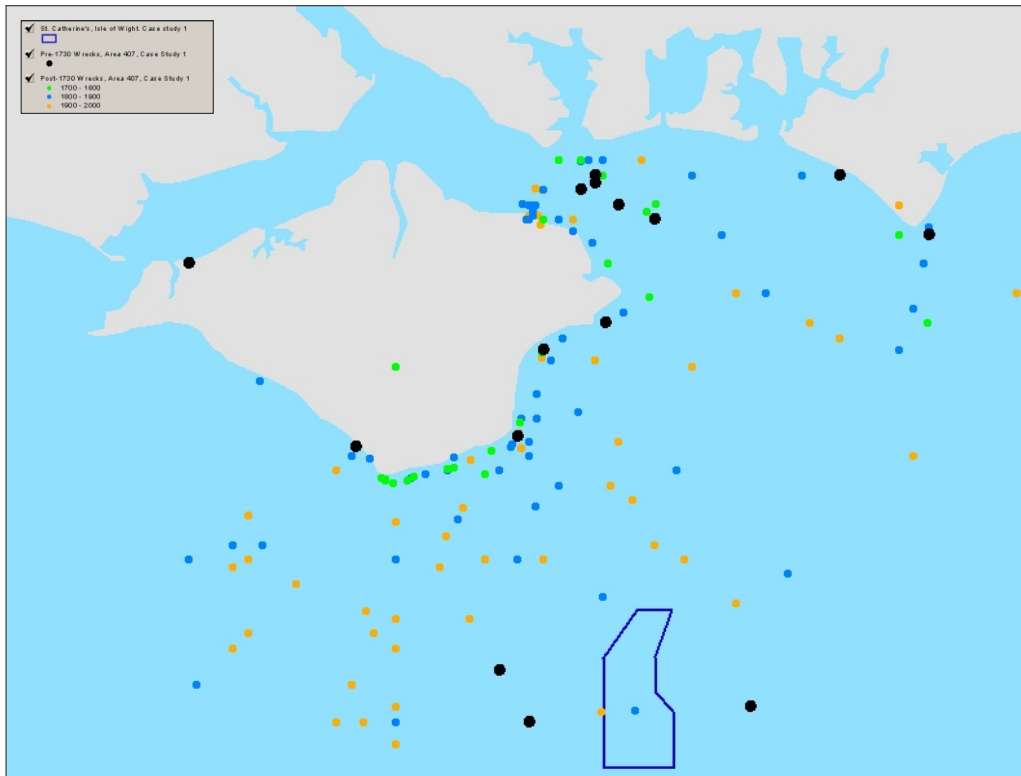 St. Catherine's, Isle of Wight. Case study 1
Pre-1730 Wrecks, Area 407, Case Study 1
Post-1730 Wrecks, Area 407, Case Study 1
1700 - 1800
1800 - 1900
1900 - 2000